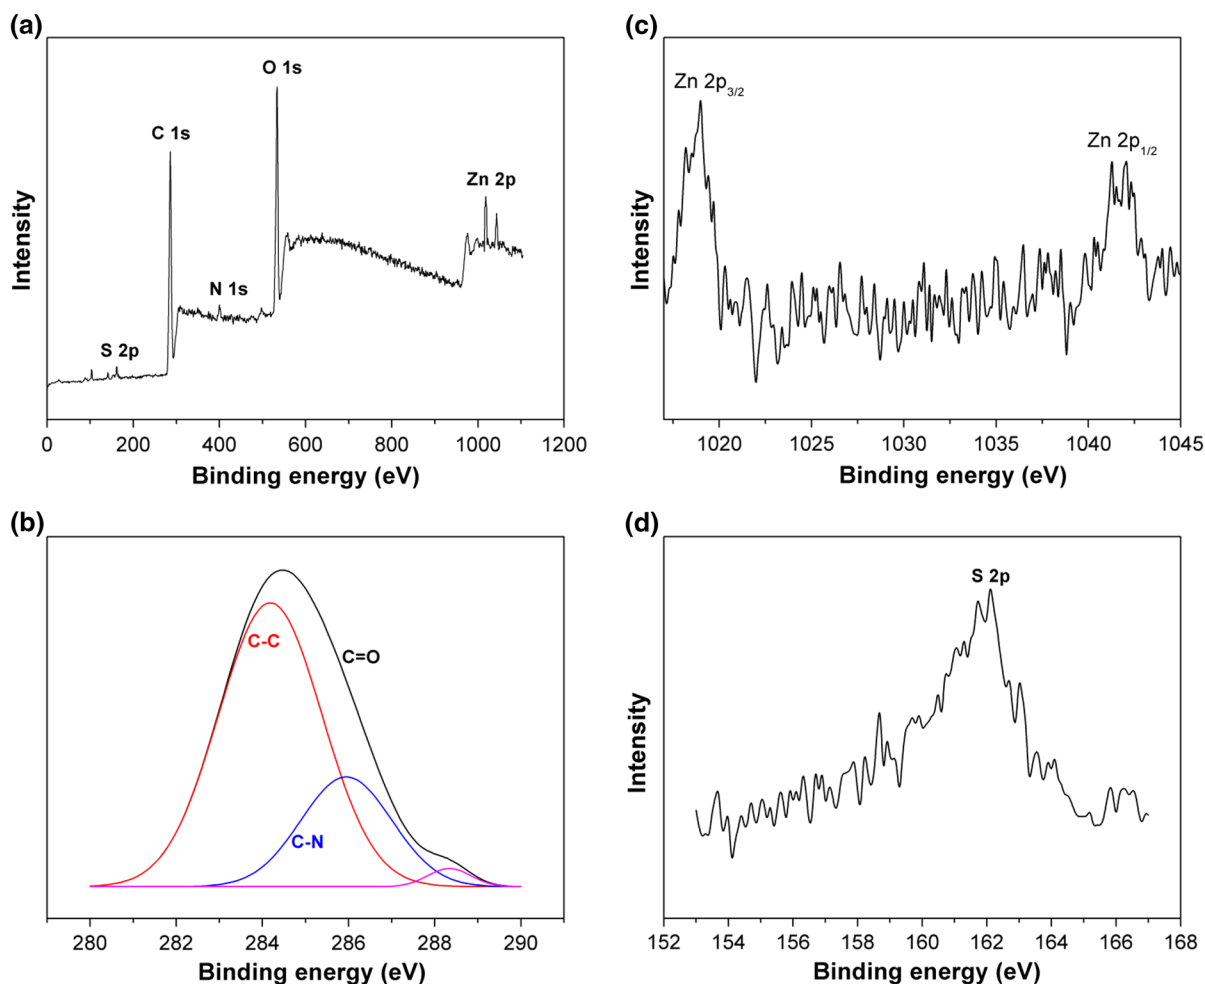 (a)
O 1s
C 1s
Zn 2p
N 1s
S 2p
Intensity
0 200 400 600 800 1000 1200
Binding energy (eV)
(c)
Zn 2p3/2
Zn 2p1/2
Intensity
1020 1025 1030 1035 1040 1045
Binding energy (eV)
(b)
C-C
C=O
C-N
280 282 284 286 288 290
Binding energy (eV)
(d)
S 2p
Intensity
152 154 156 158 160 162 164 166 168
Binding energy (eV)